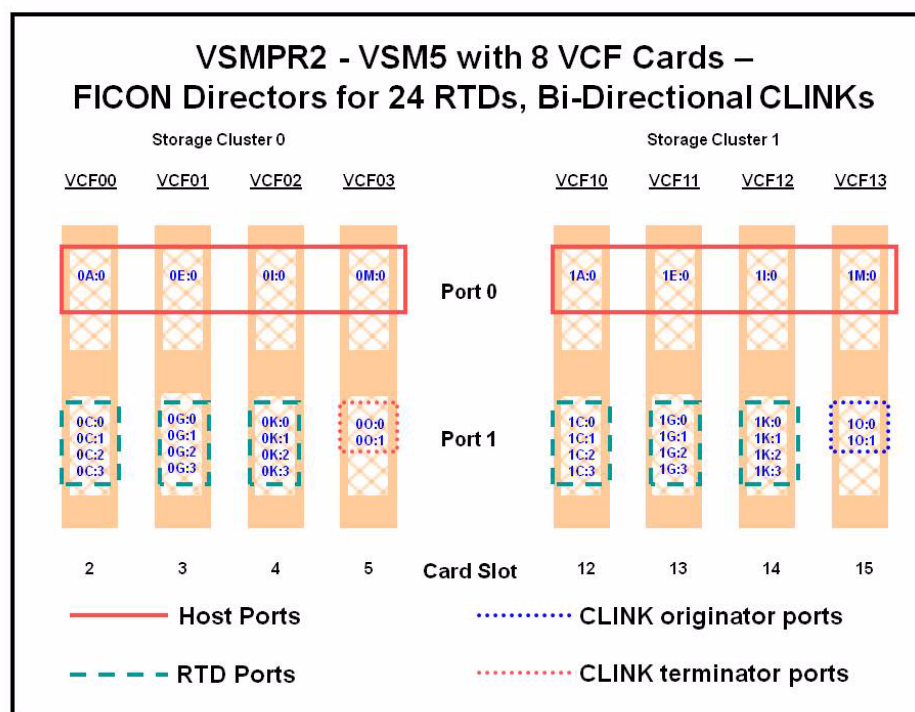 VSMPR2 - VSM5 with 8 VCF Cards –
FICON Directors for 24 RTDs, Bi-Directional CLINKs
Storage Cluster 0 Storage Cluster 1
VCF00 VCF01 VCF02 VCF03 VCF10 VCF11 VCF12 VCF13
0A:0 0E:0 0I:0 0M:0 Port 0 1A:0 1E:0 1I:0 1M:0
0C:0 0G:0 0K:0 0O:0 1C:0 1G:0 1K:0 1O:0
0C:1 0G:1 0K:1 0O:1 Port 1 1C:1 1G:1 1K:1 1O:1
0C:2 0G:2 0K:2 1C:2 1G:2 1K:2
0C:3 0G:3 0K:3 1C:3 1G:3 1K:3
2 3 4 5 Card Slot 12 13 14 15
Host Ports CLINK originator ports
RTD Ports CLINK terminator ports